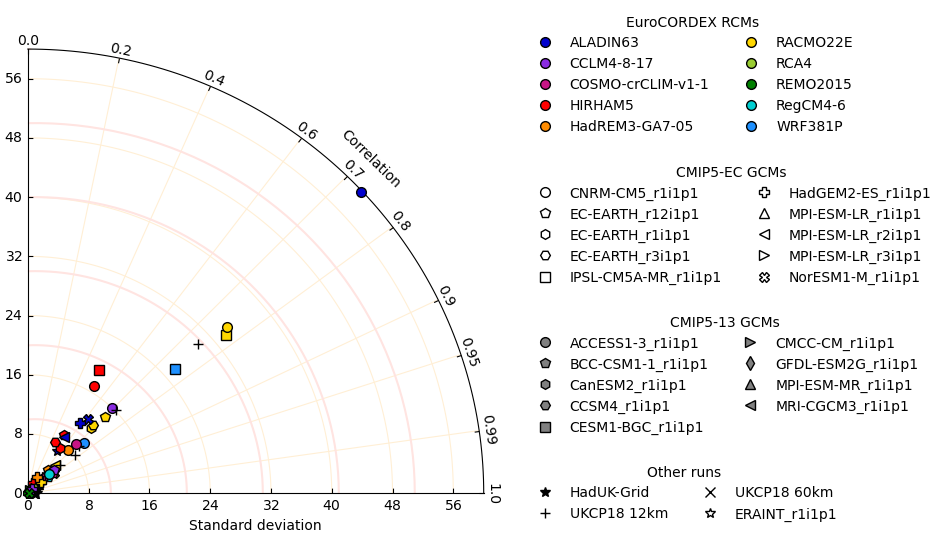 0.0
0.2
0.4
0.6
0.7
0.8
0.9
0.95
0.99
1.0
Correlation
56
48
40
32
24
16
8
0
0
8
16
24
32
40
48
56
Standard deviation
EuroCORDEX RCMs
ALADIN63
CCLM4-8-17
COSMO-crCLIM-v1-1
HIRHAM5
HadREM3-GA7-05
RACMO22E
RCA4
REMO2015
RegCM4-6
WRF381P
CMIP5-EC GCMs
CNRM-CM5_r1i1p1
EC-EARTH_r12i1p1
EC-EARTH_r1i1p1
EC-EARTH_r3i1p1
IPSL-CM5A-MR_r1i1p1
HadGEM2-ES_r1i1p1
MPI-ESM-LR_r1i1p1
MPI-ESM-LR_r2i1p1
MPI-ESM-LR_r3i1p1
NorESM1-M_r1i1p1
CMIP5-13 GCMs
ACCESS1-3_r1i1p1
BCC-CSM1-1_r1i1p1
CanESM2_r1i1p1
CCSM4_r1i1p1
CESM1-BGC_r1i1p1
CMCC-CM_r1i1p1
GFDL-ESM2G_r1i1p1
MPI-ESM-MR_r1i1p1
MRI-CGCM3_r1i1p1
Other runs
HadUK-Grid
UKCP18 12km
UKCP18 60km
ERAINT_r1i1p1